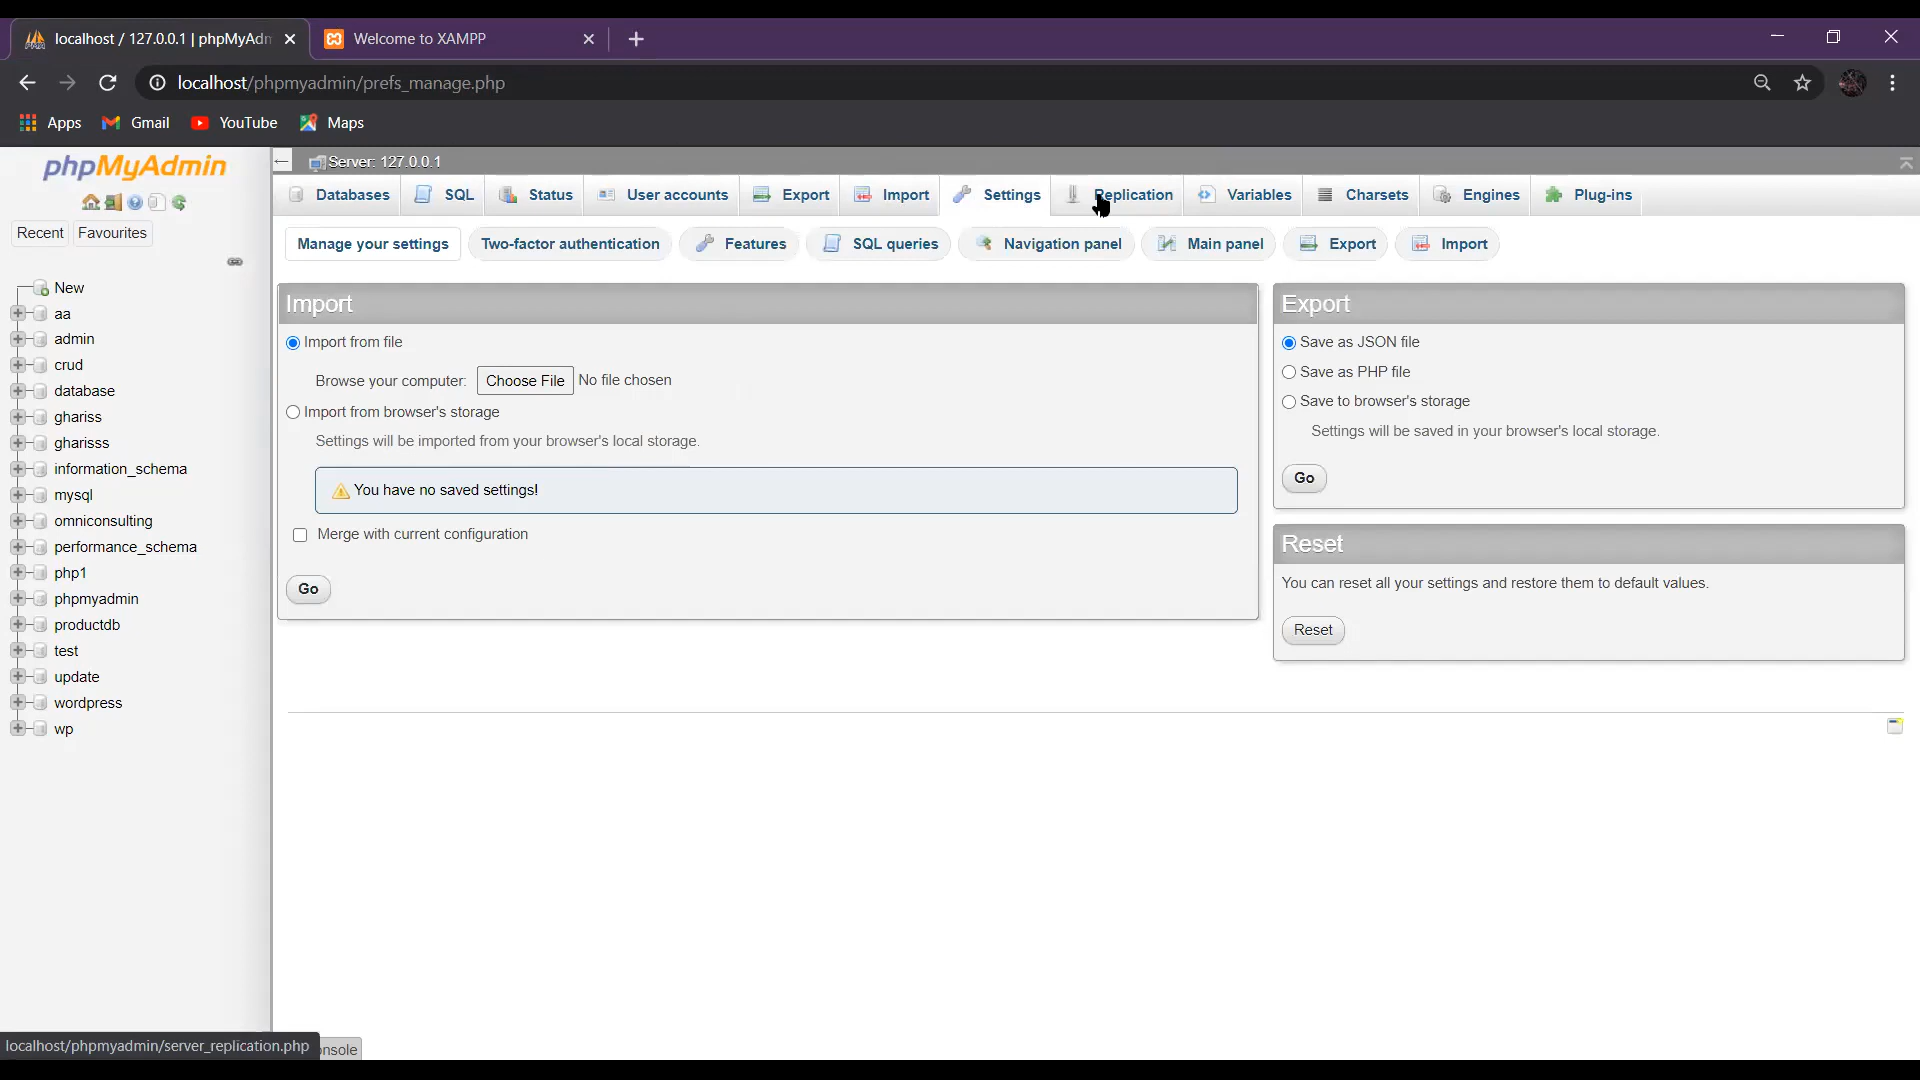 localhost / 127.0.0.1 | phpMyAdm
Welcome to XAMPP
localhost/phpmyadmin/prefs_manage.php
Apps
Gmail
YouTube
Maps
phpMyAdmin
Server: 127.0.0.1
Databases
SQL
Status
User accounts
Export
Import
Settings
Replication
Variables
Charsets
Engines
Plug-ins
Recent
Favourites
Manage your settings
Two-factor authentication
Features
SQL queries
Navigation panel
Main panel
Export
Import
New
aa
admin
crud
database
ghariss
gharisss
information_schema
mysql
omniconsulting
performance_schema
php1
phpmyadmin
productdb
test
update
wordpress
wp
Import
Import from file
Browse your computer: Choose File No file chosen
Import from browser's storage
Settings will be imported from your browser's local storage.
You have no saved settings!
Merge with current configuration
Go
Export
Save as JSON file
Save as PHP file
Save to browser's storage
Settings will be saved in your browser's local storage.
Go
Reset
You can reset all your settings and restore them to default values.
Reset
localhost/phpmyadmin/server_replication.php
nsole